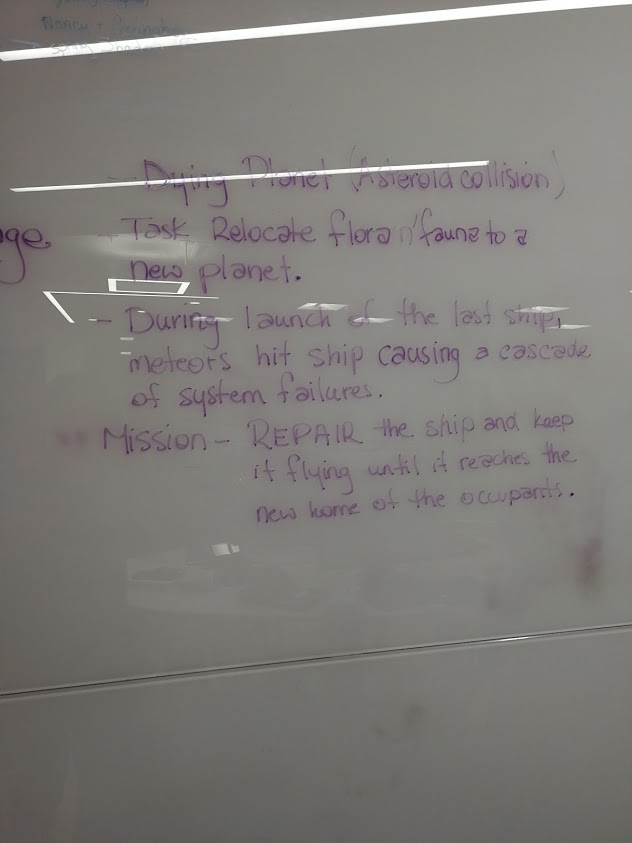 Nancy
- Dying Planet (Asteroid collision)
ge - Task Relocate flora n' fauna to a
new planet.
- During launch of the last ship,
meteors hit ship causing a cascade
of system failures.
Mission - REPAIR the ship and keep
it flying until it reaches the
new home of the occupants.